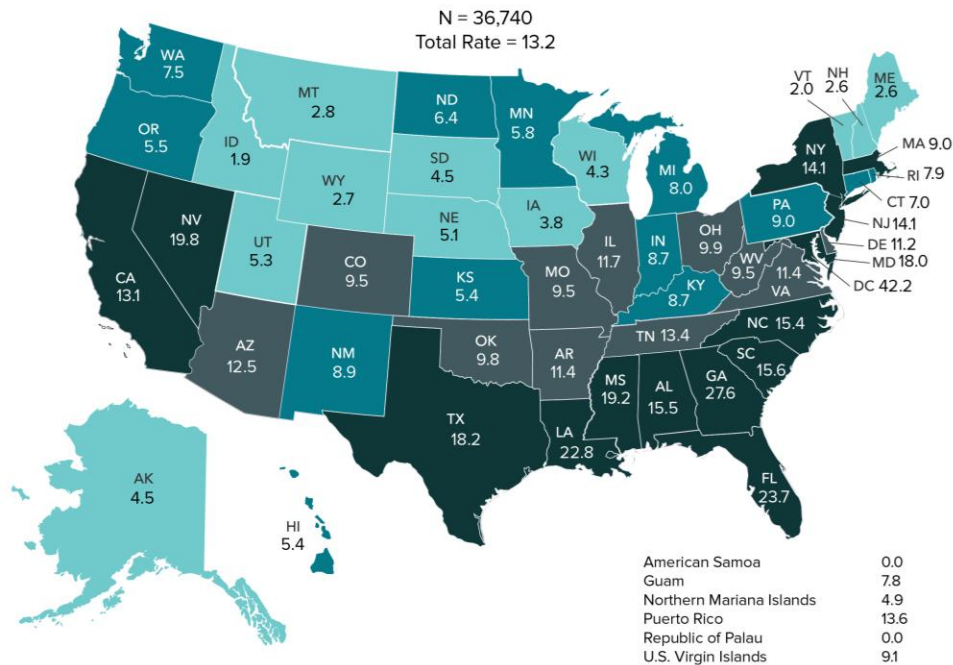 N = 36,740
Total Rate = 13.2
WA
7.5
MT
2.8
ND
6.4
MN
5.8
VT
2.0
NH
2.6
ME
2.6
OR
5.5
ID
1.9
WY
2.7
SD
4.5
WI
4.3
MI
8.0
NY
14.1
MA 9.0
RI 7.9
CT 7.0
NJ 14.1
DE 11.2
MD 18.0
DC 42.2
PA
9.0
NV
19.8
UT
5.3
CO
9.5
NE
5.1
IA
3.8
IL
11.7
IN
8.7
OH
9.9
WV
9.5
11.4
VA
CA
13.1
KS
5.4
MO
9.5
KY
8.7
AZ
12.5
NM
8.9
OK
9.8
AR
11.4
TN 13.4
NC 15.4
SC
15.6
TX
18.2
LA
22.8
MS
19.2
AL
15.5
GA
27.6
FL
23.7
AK
4.5
HI
5.4
American Samoa 0.0
Guam 7.8
Northern Mariana Islands 4.9
Puerto Rico 13.6
Republic of Palau 0.0
U.S. Virgin Islands 9.1